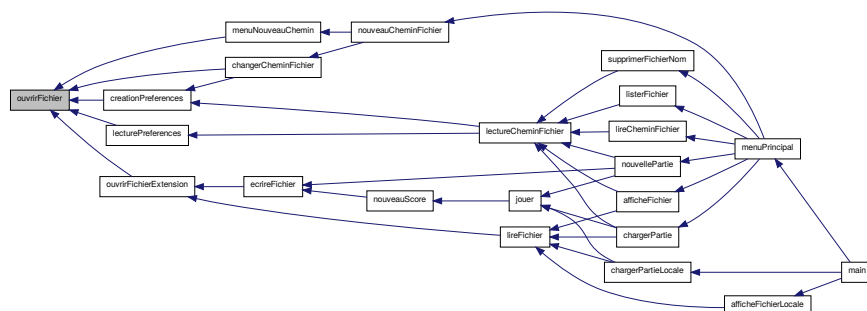 menuNouveauChemin
nouveauCheminFichier
changerCheminFichier
supprimerFichierNom
ouvrirFichier
creationPreferences
listerFichier
lecturePreferences
lectureCheminFichier
lireCheminFichier
menuPrincipal
nouvellePartie
ouvrirFichierExtension
ecrireFichier
nouveauScore
jouer
afficheFichier
lireFichier
chargerPartie
chargerPartieLocale
main
afficheFichierLocale